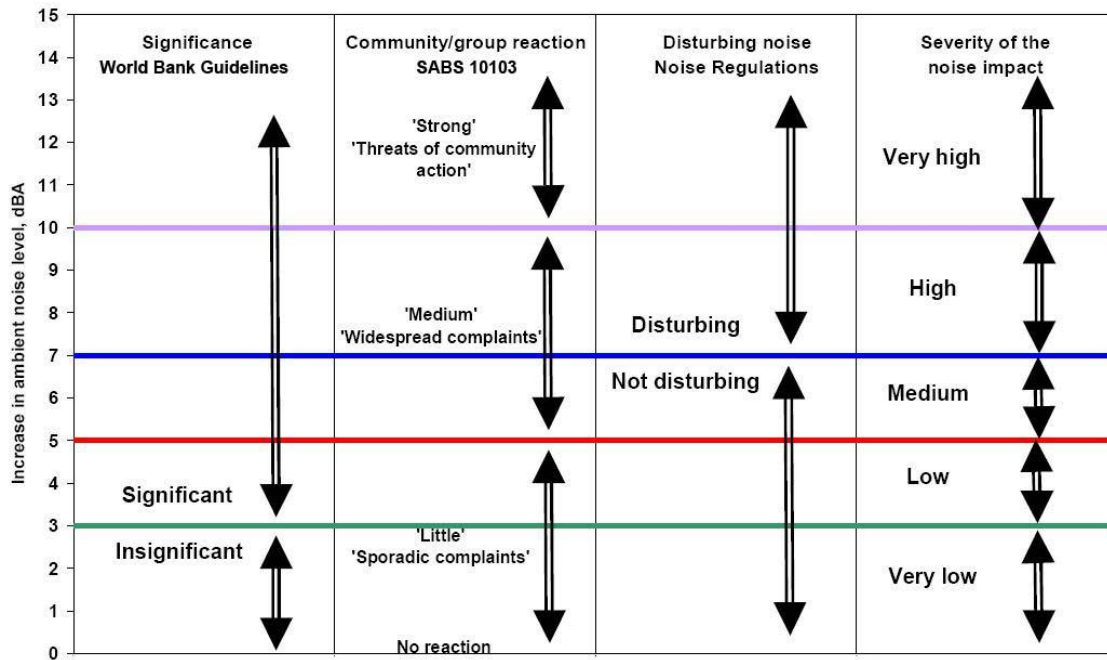 Increase in ambient noise level, dBA
15
14
13
12
11
10
9
8
7
6
5
4
3
2
1
0
Significance
World Bank Guidelines
Significant
Insignificant
Community/group reaction
SABS 10103
'Strong'
'Threats of community
action'
'Medium'
'Widespread complaints'
'Little'
'Sporadic complaints'
No reaction
Disturbing noise
Noise Regulations
Disturbing
Not disturbing
Severity of the
noise impact
Very high
High
Medium
Low
Very low